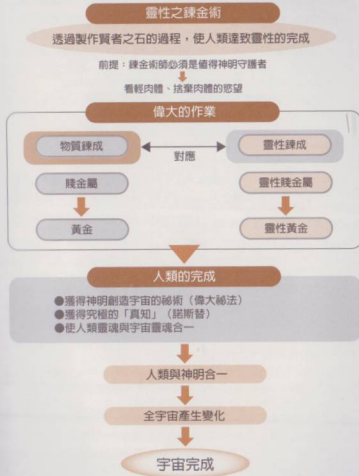 靈性之鍊金術
透過製作賢者之石的過程，使人類達致靈性的完成
前提：鍊金術師必須是值得神明守護者
看輕肉體、捨棄肉體的慾望
偉大的作業
物質鍊成
對應
靈性鍊成
賤金屬
靈性賤金屬
黃金
靈性黃金
人類的完成
●獲得神明創造宇宙的祕術（偉大秘法）
●獲得究極的「真知」（諾斯替）
●使人類靈魂與宇宙靈魂合一
人類與神明合一
全宇宙產生變化
宇宙完成